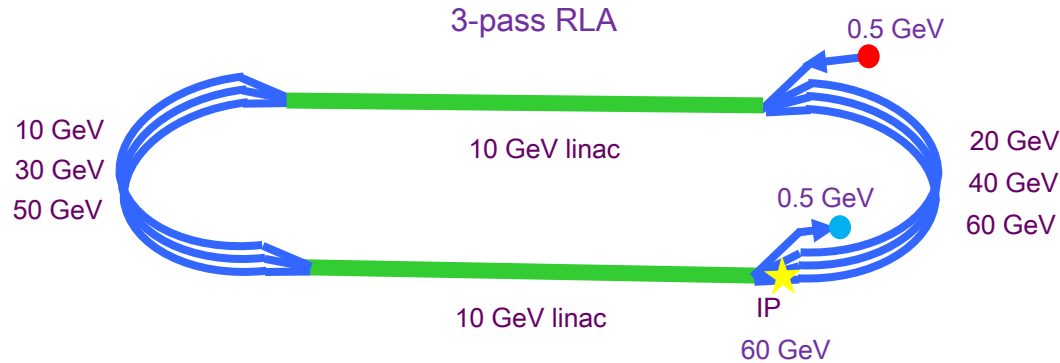 3-pass RLA
0.5 GeV
10 GeV
30 GeV
50 GeV
10 GeV linac
20 GeV
40 GeV
60 GeV
0.5 GeV
10 GeV linac
IP
60 GeV